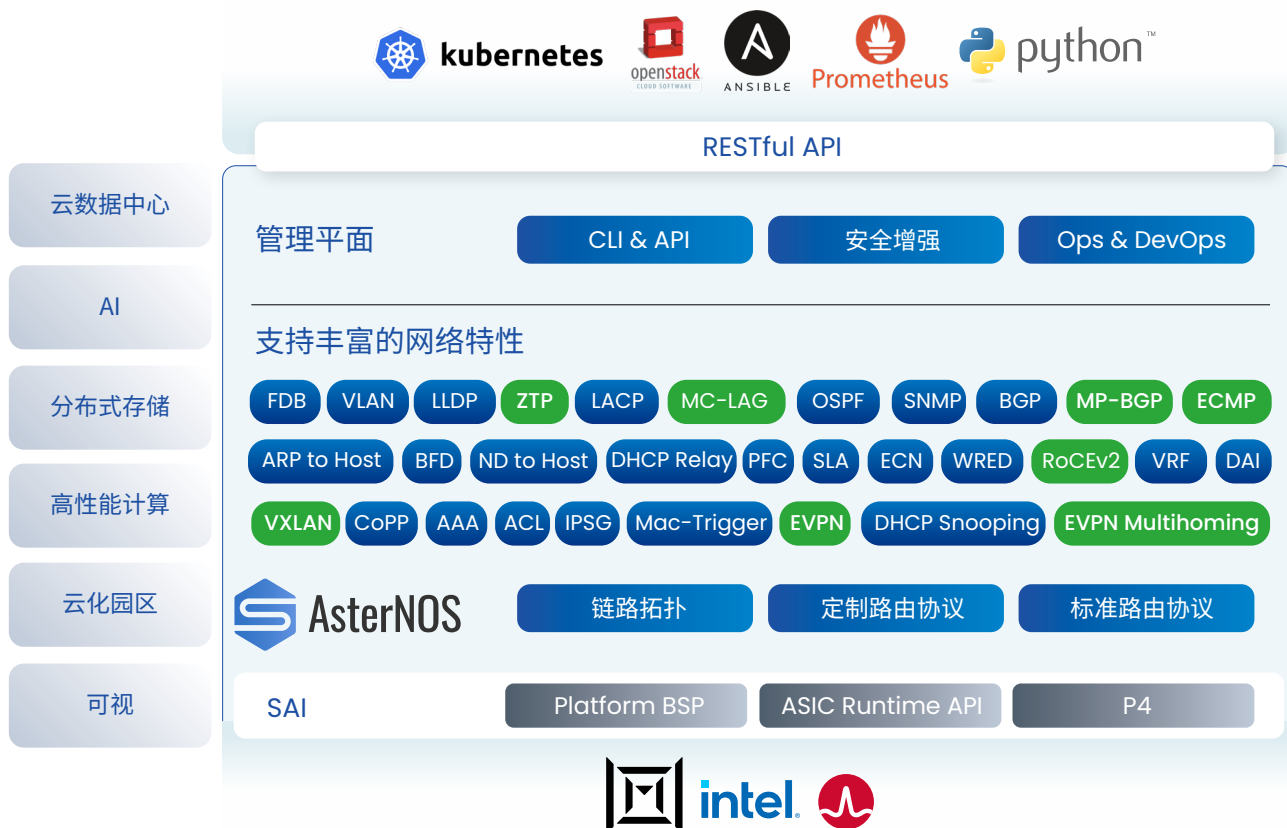 kubernetes
openstack
CLOUD SOFTWARE
ANSIBLE
Prometheus
python™
RESTful API
云数据中心
AI
分布式存储
高性能计算
云化园区
可视
管理平面
CLI & API
安全增强
Ops & DevOps
支持丰富的网络特性
FDB VLAN LLDP ZTP LACP MC-LAG OSPF SNMP BGP MP-BGP ECMP
ARP to Host BFD ND to Host DHCP Relay PFC SLA ECN WRED RoCEv2 VRF DAI
VXLAN CoPP AAA ACL IPSG Mac-Trigger EVPN DHCP Snooping EVPN Multihoming
AsterNOS
链路拓扑
定制路由协议
标准路由协议
SAI
Platform BSP
ASIC Runtime API
P4
intel.